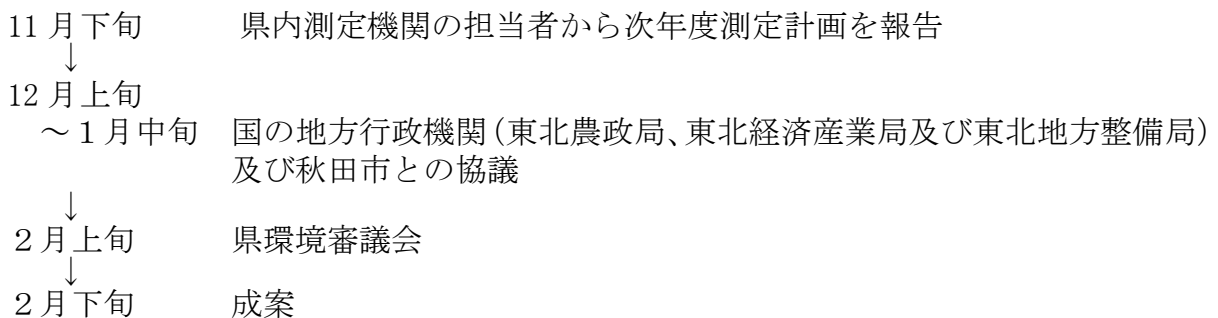 11月下旬　県内測定機関の担当者から次年度測定計画を報告
↓
12月上旬
～１月中旬　国の地方行政機関(東北農政局、東北経済産業局及び東北地方整備局)
及び秋田市との協議
↓
２月上旬　県環境審議会
↓
２月下旬　成案